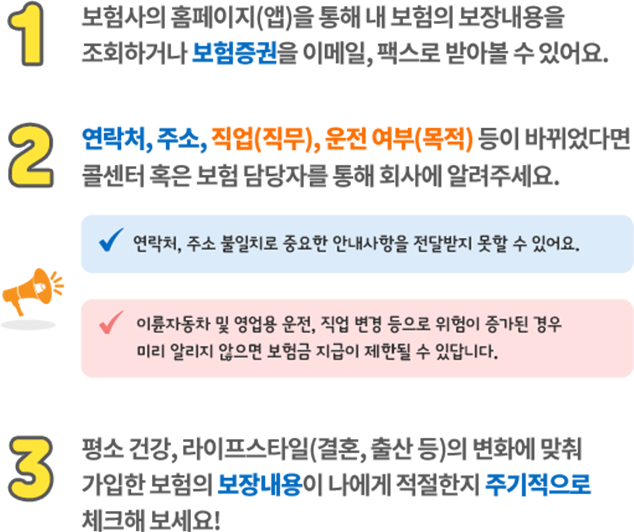 1 보험사의 홈페이지(앱)을 통해 내 보험의 보장내용을
조회하거나 보험증권을 이메일, 팩스로 받아볼 수 있어요.
2 연락처, 주소, 직업(직무), 운전 여부(목적) 등이 바뀌었다면
콜센터 혹은 보험 담당자를 통해 회사에 알려주세요.
연락처, 주소 불일치로 중요한 안내사항을 전달받지 못할 수 있어요.
이륜자동차 및 영업용 운전, 직업 변경 등으로 위험이 증가된 경우
미리 알리지 않으면 보험금 지급이 제한될 수 있답니다.
3 평소 건강, 라이프스타일(결혼, 출산 등)의 변화에 맞춰
가입한 보험의 보장내용이 나에게 적절한지 주기적으로
체크해 보세요!